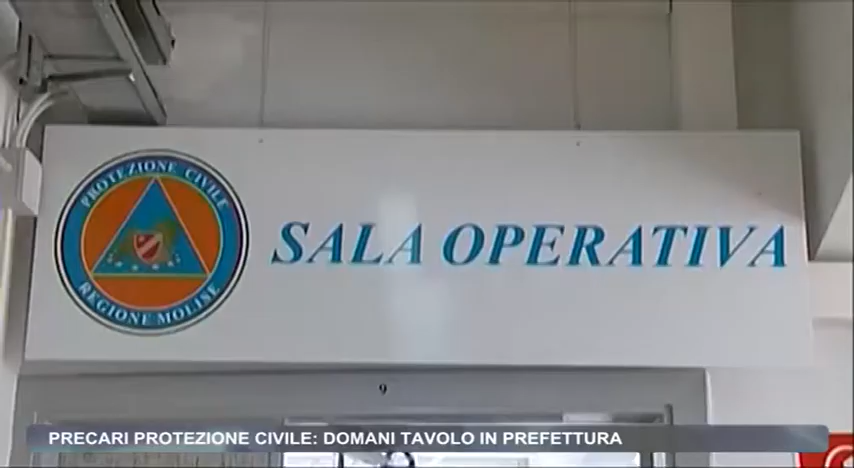 PROTEZIONE CIVILE
REGIONE MOLISE
SALA OPERATIVA
9
PRECARI PROTEZIONE CIVILE: DOMANI TAVOLO IN PREFETTURA